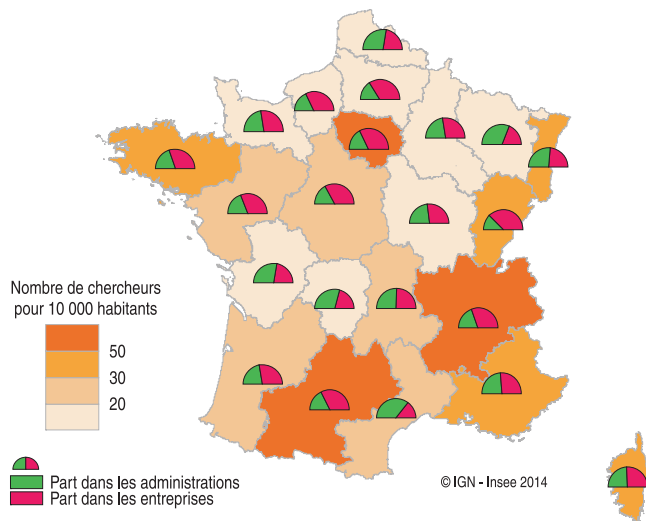 Nombre de chercheurs
pour 10 000 habitants
50
30
20
Part dans les administrations
Part dans les entreprises
© IGN - Insee 2014